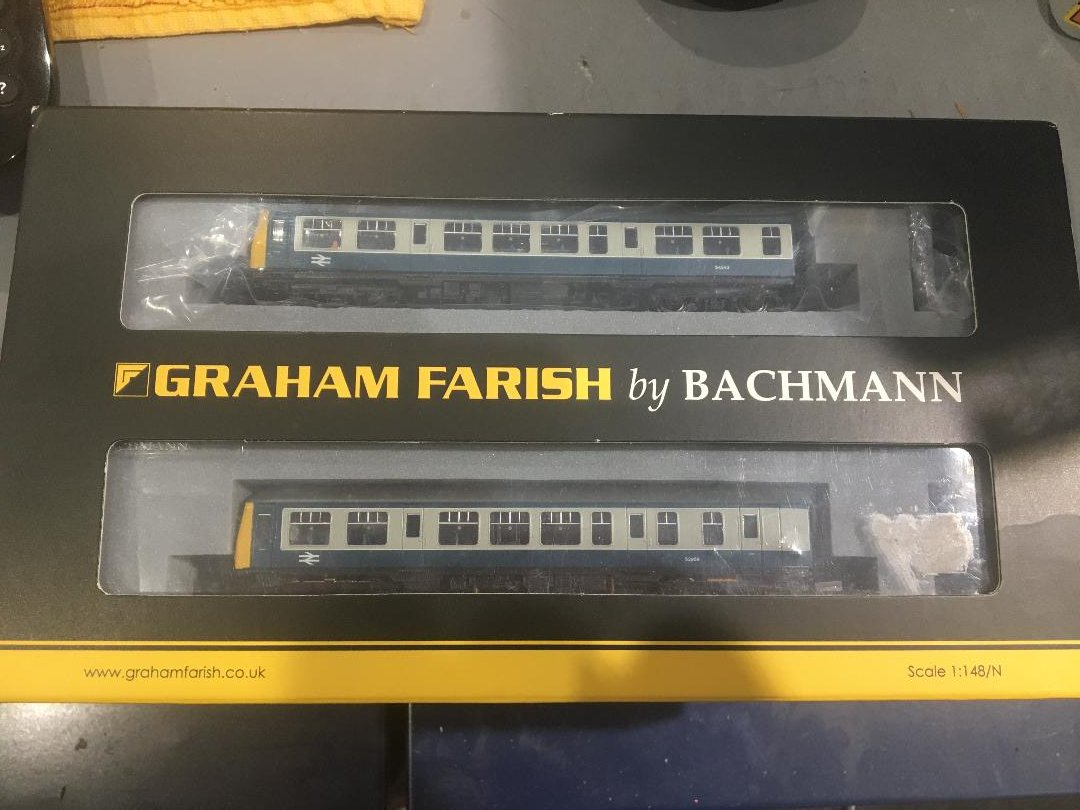 GRAHAM FARISH by BACHMANN
www.grahamfarish.co.uk
Scale 1:148/N